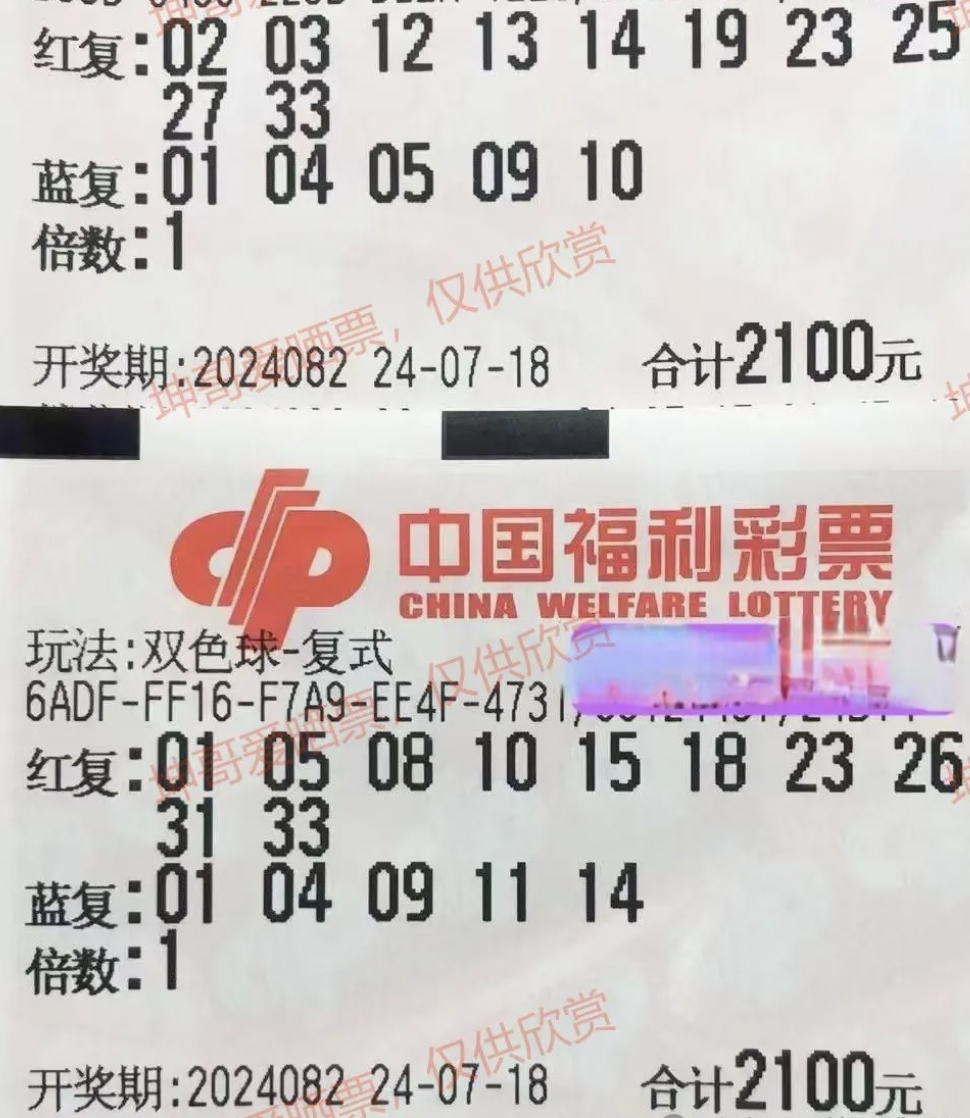 红复:02 03 12 13 14 19 23 25
27 33
蓝复:01 04 05 09 10
倍数:1
坤哥爱晒票，仅供欣赏
开奖期:2024082 24-07-18 合计2100元
中国福利彩票
CHINA WELFARE LOTTERY
玩法:双色球-复式
6ADF-FF16-F7A9-EE4F-4731
坤哥爱晒票，仅供欣赏
红复:01 05 08 10 15 18 23 26
31 33
蓝复:01 04 09 11 14
倍数:1
仅供欣赏
开奖期:2024082 24-07-18 合计2100元